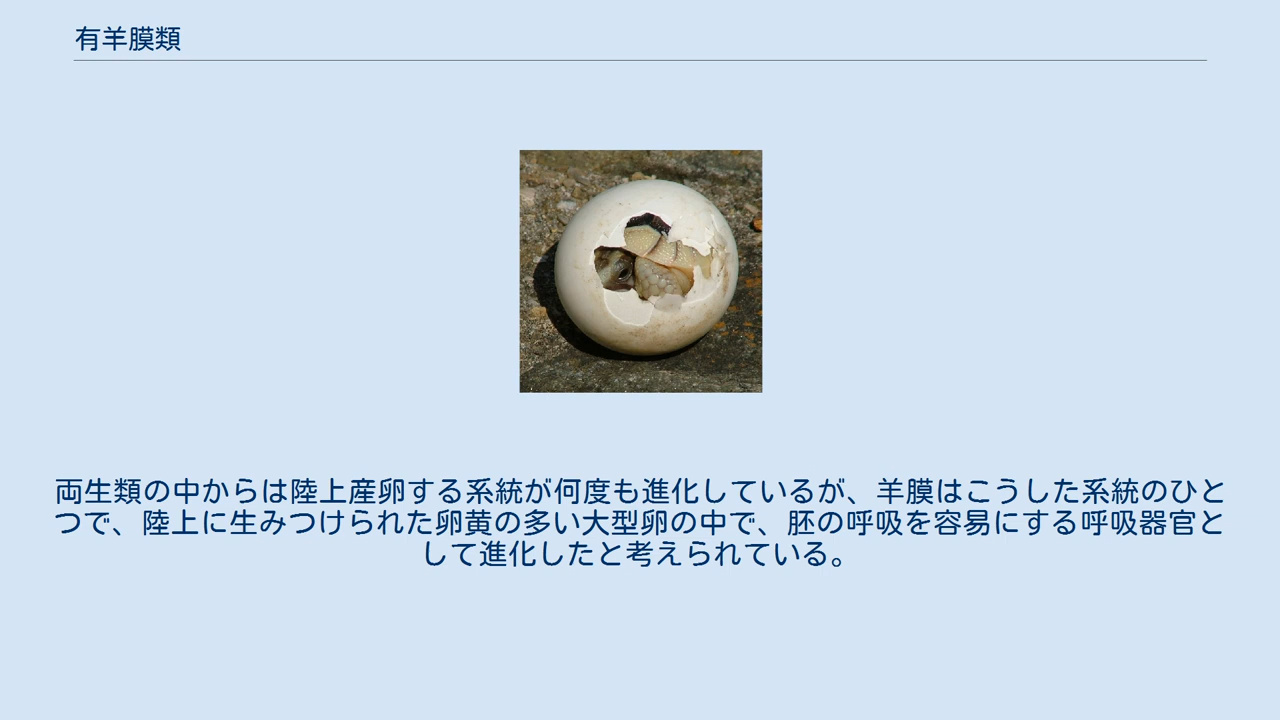 有羊膜類
両生類の中からは陸上産卵する系統が何度も進化しているが、羊膜はこうした系統のひと
つで、陸上に生みつけられた卵黄の多い大型卵の中で、胚の呼吸を容易にする呼吸器官と
して進化したと考えられている。